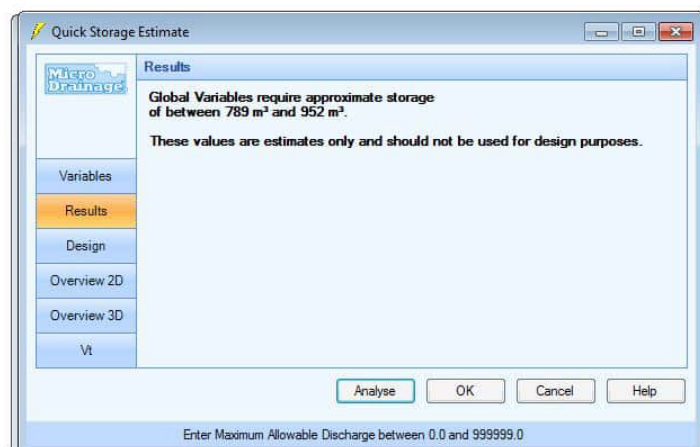 Quick Storage Estimate
Micro
Drainage
Results
Global Variables require approximate storage
of between 789 m³ and 952 m³.
These values are estimates only and should not be used for design purposes.
Variables
Results
Design
Overview 2D
Overview 3D
Vt
Analyse OK Cancel Help
Enter Maximum Allowable Discharge between 0.0 and 999999.0